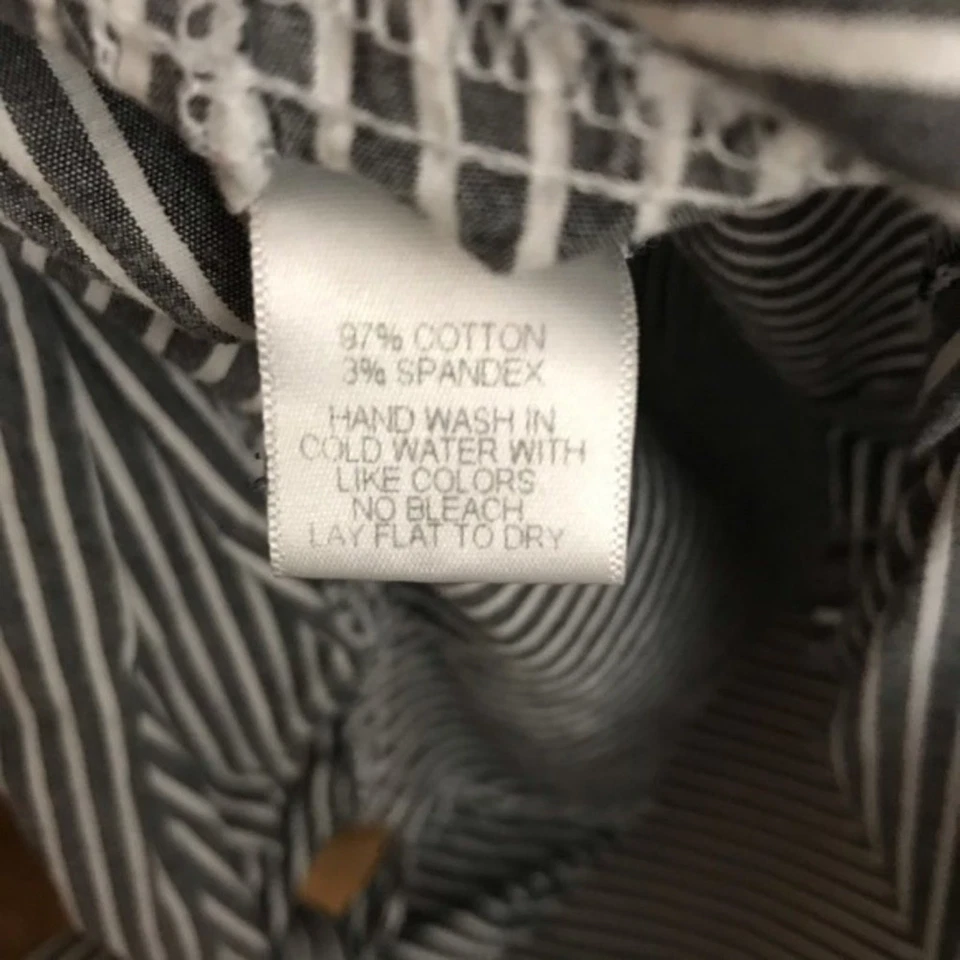 97% COTTON
3% SPANDEX
HAND WASH IN
COLD WATER WITH
LIKE COLORS
NO BLEACH
LAY FLAT TO DRY